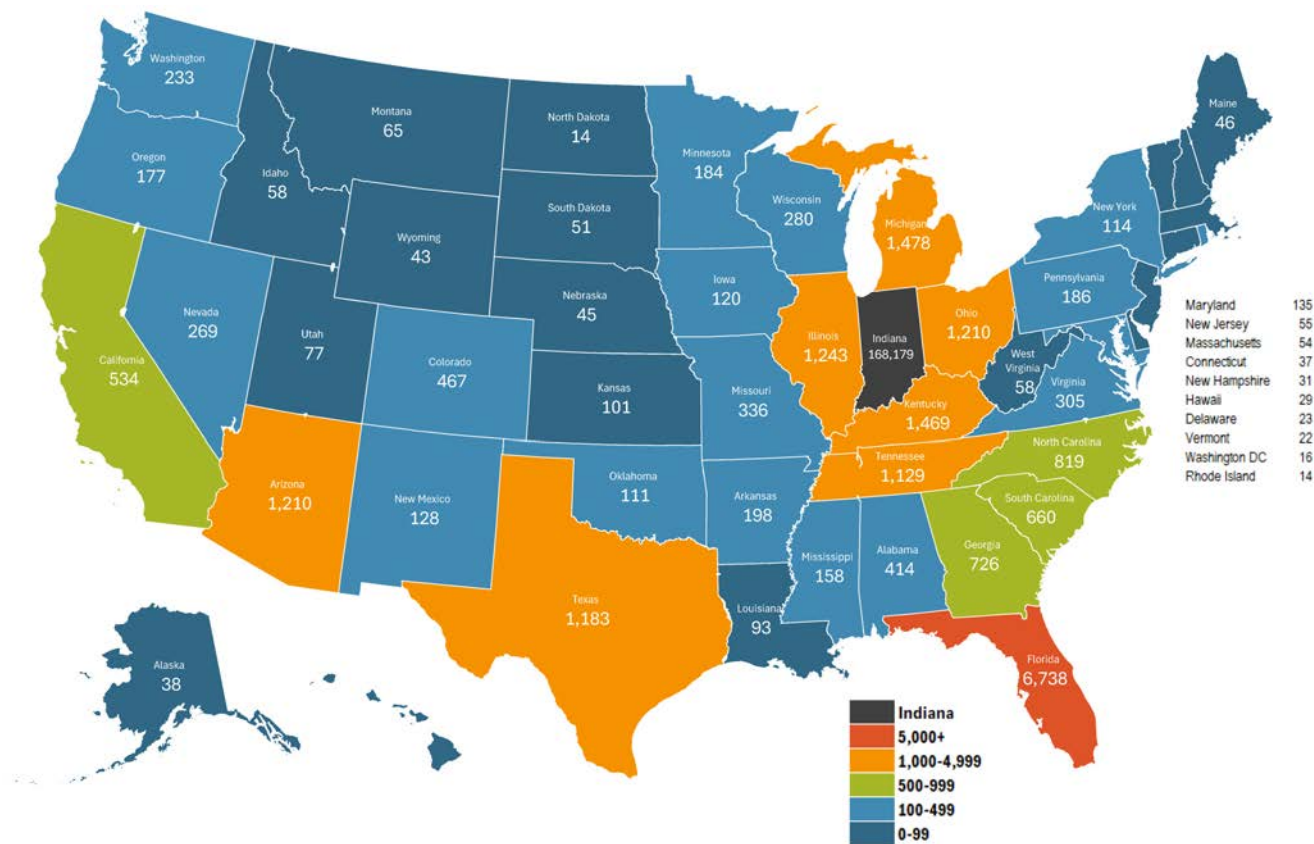 Washington
233
Oregon
177
California
534
Nevada
269
Idaho
58
Montana
65
Wyoming
43
Utah
77
Arizona
1,210
Colorado
467
New Mexico
128
North Dakota
14
South Dakota
51
Nebraska
45
Kansas
101
Oklahoma
111
Texas
1,183
Minnesota
184
Iowa
120
Missouri
336
Arkansas
198
Louisiana
93
Wisconsin
280
Illinois
1,243
Michigan
1,478
Indiana
168,179
Ohio
1,210
Kentucky
1,469
Tennessee
1,129
Mississippi
158
Alabama
414
Georgia
726
Florida
6,738
South Carolina
660
North Carolina
819
Virginia
305
West
Virginia
58
Pennsylvania
186
New York
114
Maine
46
Alaska
38
Maryland 135
New Jersey 55
Massachusetts 54
Connecticut 37
New Hampshire 31
Hawaii 29
Delaware 23
Vermont 22
Washington DC 16
Rhode Island 14
Indiana
5,000+
1,000-4,999
500-999
100-499
0-99